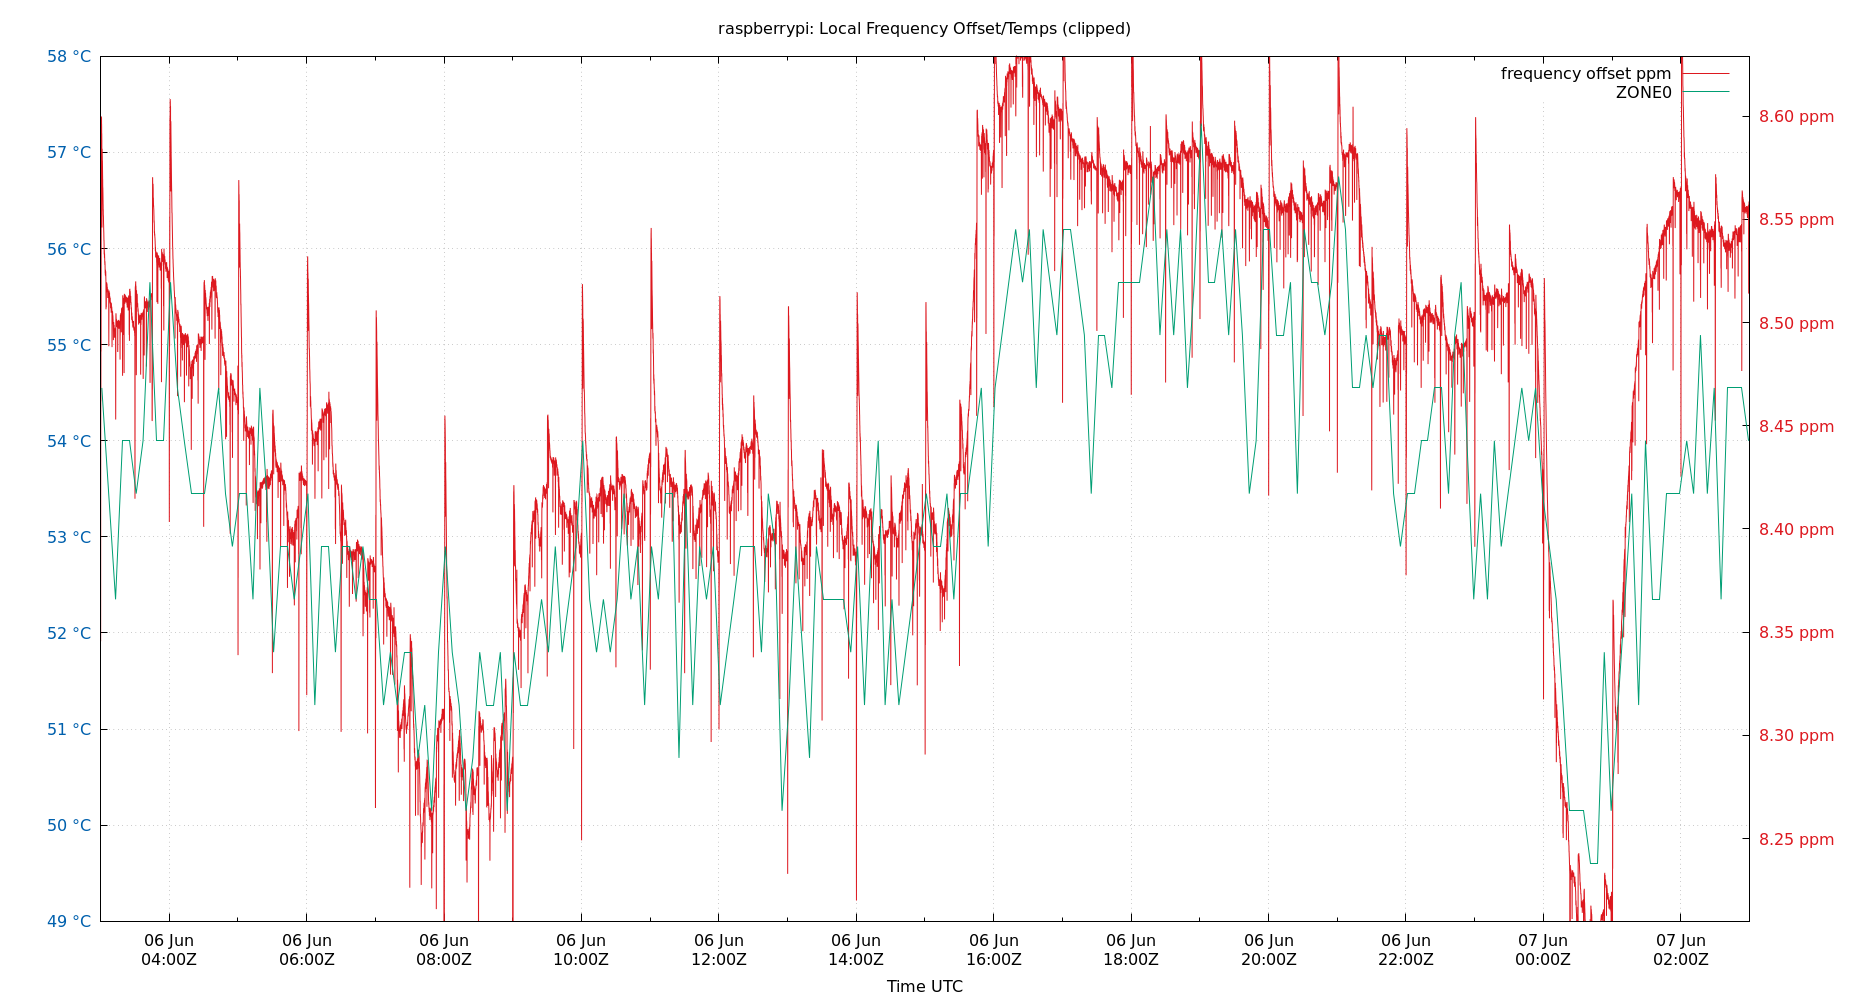 raspberrypi: Local Frequency Offset/Temps (clipped)
58 °C
57 °C
56 °C
55 °C
54 °C
53 °C
52 °C
51 °C
50 °C
49 °C
frequency offset ppm
ZONE0
8.60 ppm
8.55 ppm
8.50 ppm
8.45 ppm
8.40 ppm
8.35 ppm
8.30 ppm
8.25 ppm
06 Jun 06 Jun 06 Jun 06 Jun 06 Jun 06 Jun 06 Jun 06 Jun 06 Jun 06 Jun 07 Jun 07 Jun
04:00Z 06:00Z 08:00Z 10:00Z 12:00Z 14:00Z 16:00Z 18:00Z 20:00Z 22:00Z 00:00Z 02:00Z
Time UTC